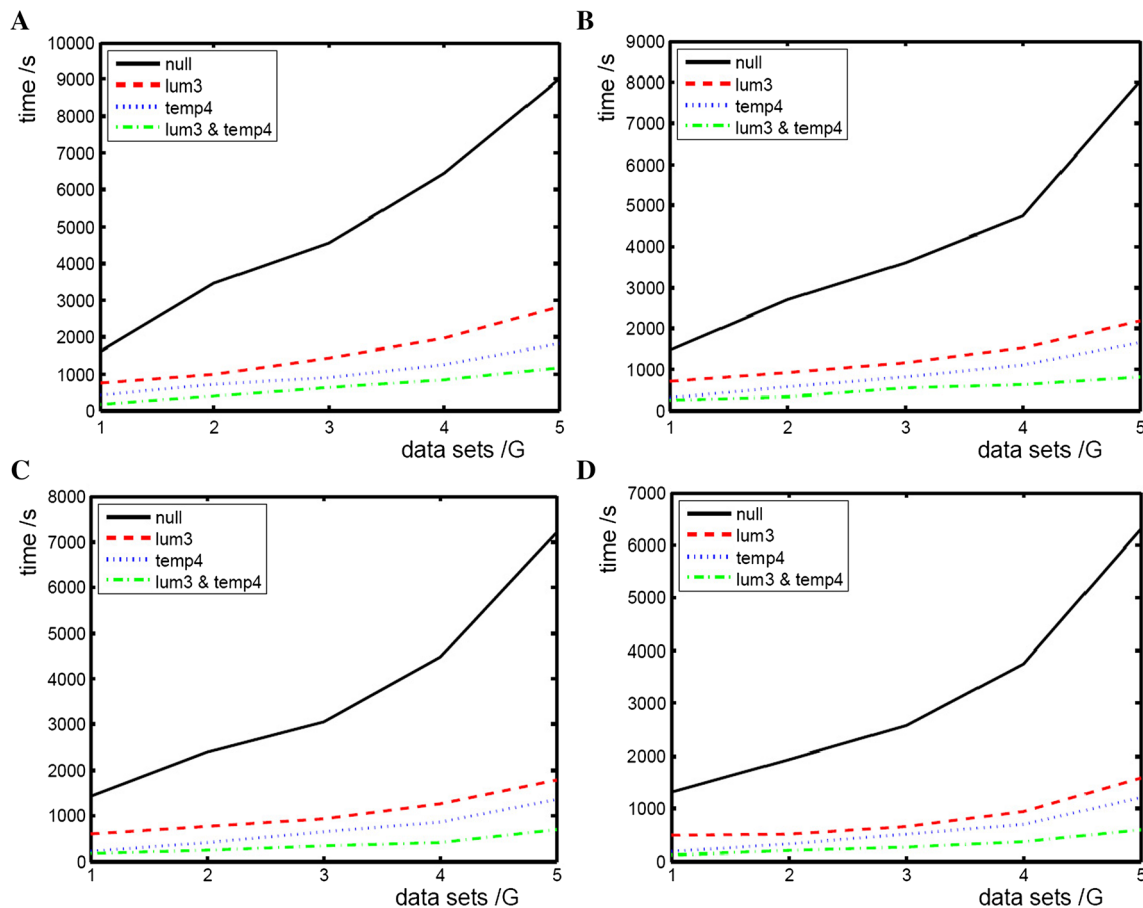 A
time /s
10000
9000
8000
7000
6000
5000
4000
3000
2000
1000
0
null
lum3
temp4
lum3 & temp4
1 2 3 4 5
data sets /G
B
time /s
9000
8000
7000
6000
5000
4000
3000
2000
1000
0
null
lum3
temp4
lum3 & temp4
1 2 3 4 5
data sets /G
C
time /s
8000
7000
6000
5000
4000
3000
2000
1000
0
null
lum3
temp4
lum3 & temp4
1 2 3 4 5
data sets /G
D
time /s
7000
6000
5000
4000
3000
2000
1000
0
null
lum3
temp4
lum3 & temp4
1 2 3 4 5
data sets /G